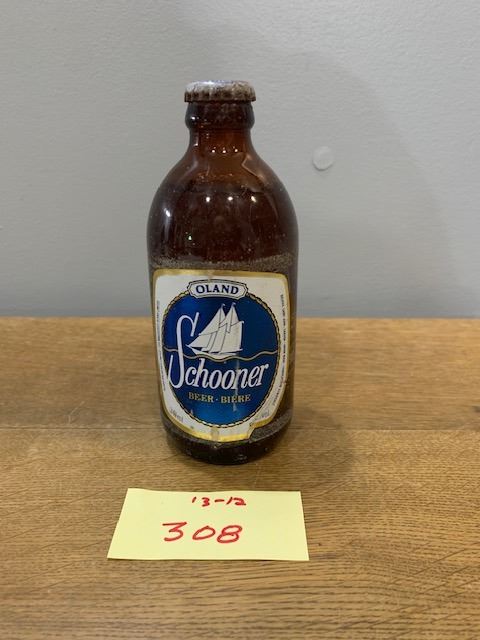 OLAND
Schooner
BEER · BIÈRE
13-12
308